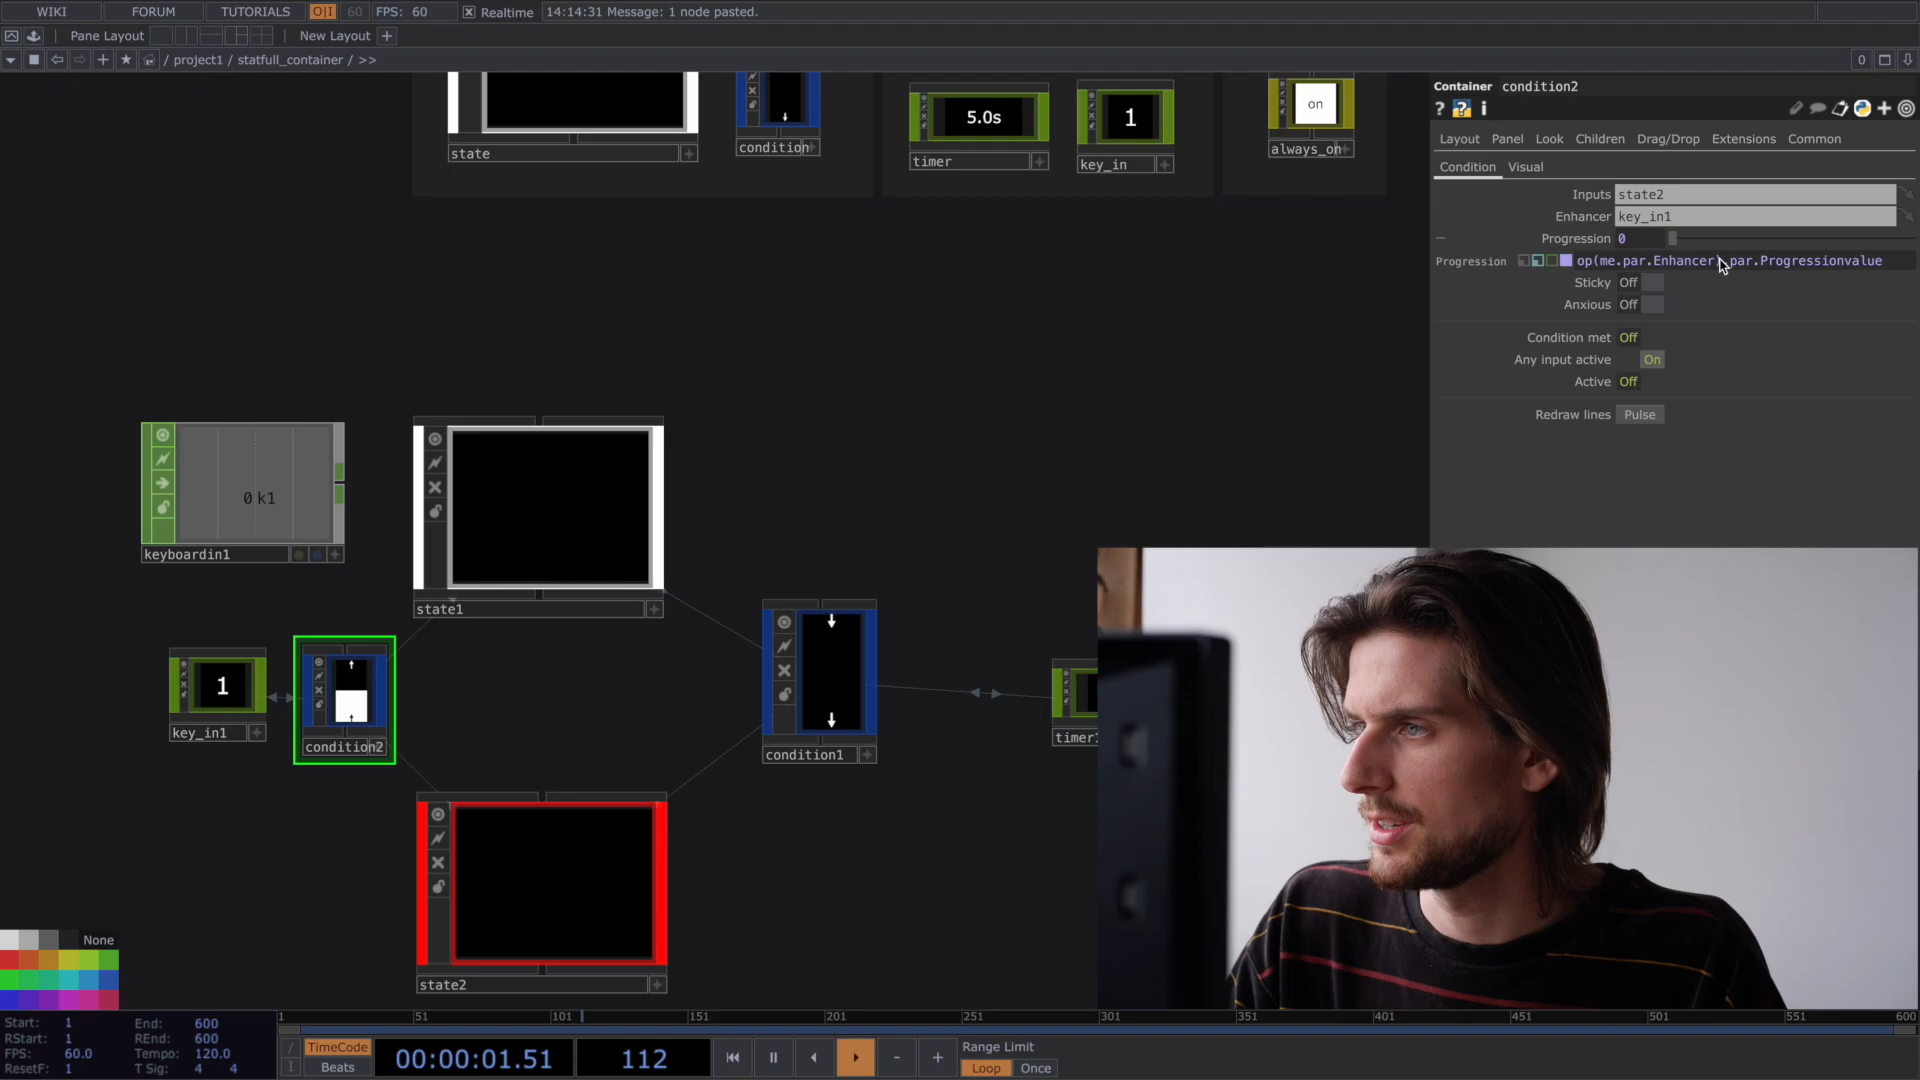 WIKI FORUM TUTORIALS O|I 60 FPS: 60 Realtime 14:14:31 Message: 1 node pasted.
Pane Layout New Layout
/ project1 / statfull_container / >> 0
Container condition2
Layout Panel Look Children Drag/Drop Extensions Common
Condition Visual
Inputs state2
Enhancer key_in1
Progression 0
Progression op(me.par.Enhancer).par.Progressionvalue
Sticky Off
Anxious Off
Condition met Off
Any input active On
Active Off
Redraw lines Pulse
state
condition
5.0s
timer
1
key_in
on
always_on
0 k1
keyboardin1
state1
1
key_in1
condition2
condition1
timer1
state2
None
1 51 101 151 201 251 301 351 401 451 501 551 600
Start: 1 End: 600
RStart: 1 REnd: 600
FPS: 60.0 Tempo: 120.0
ResetF: 1 T Sig: 4 4
TimeCode
Beats
00:00:01.51 112
Range Limit
Loop Once